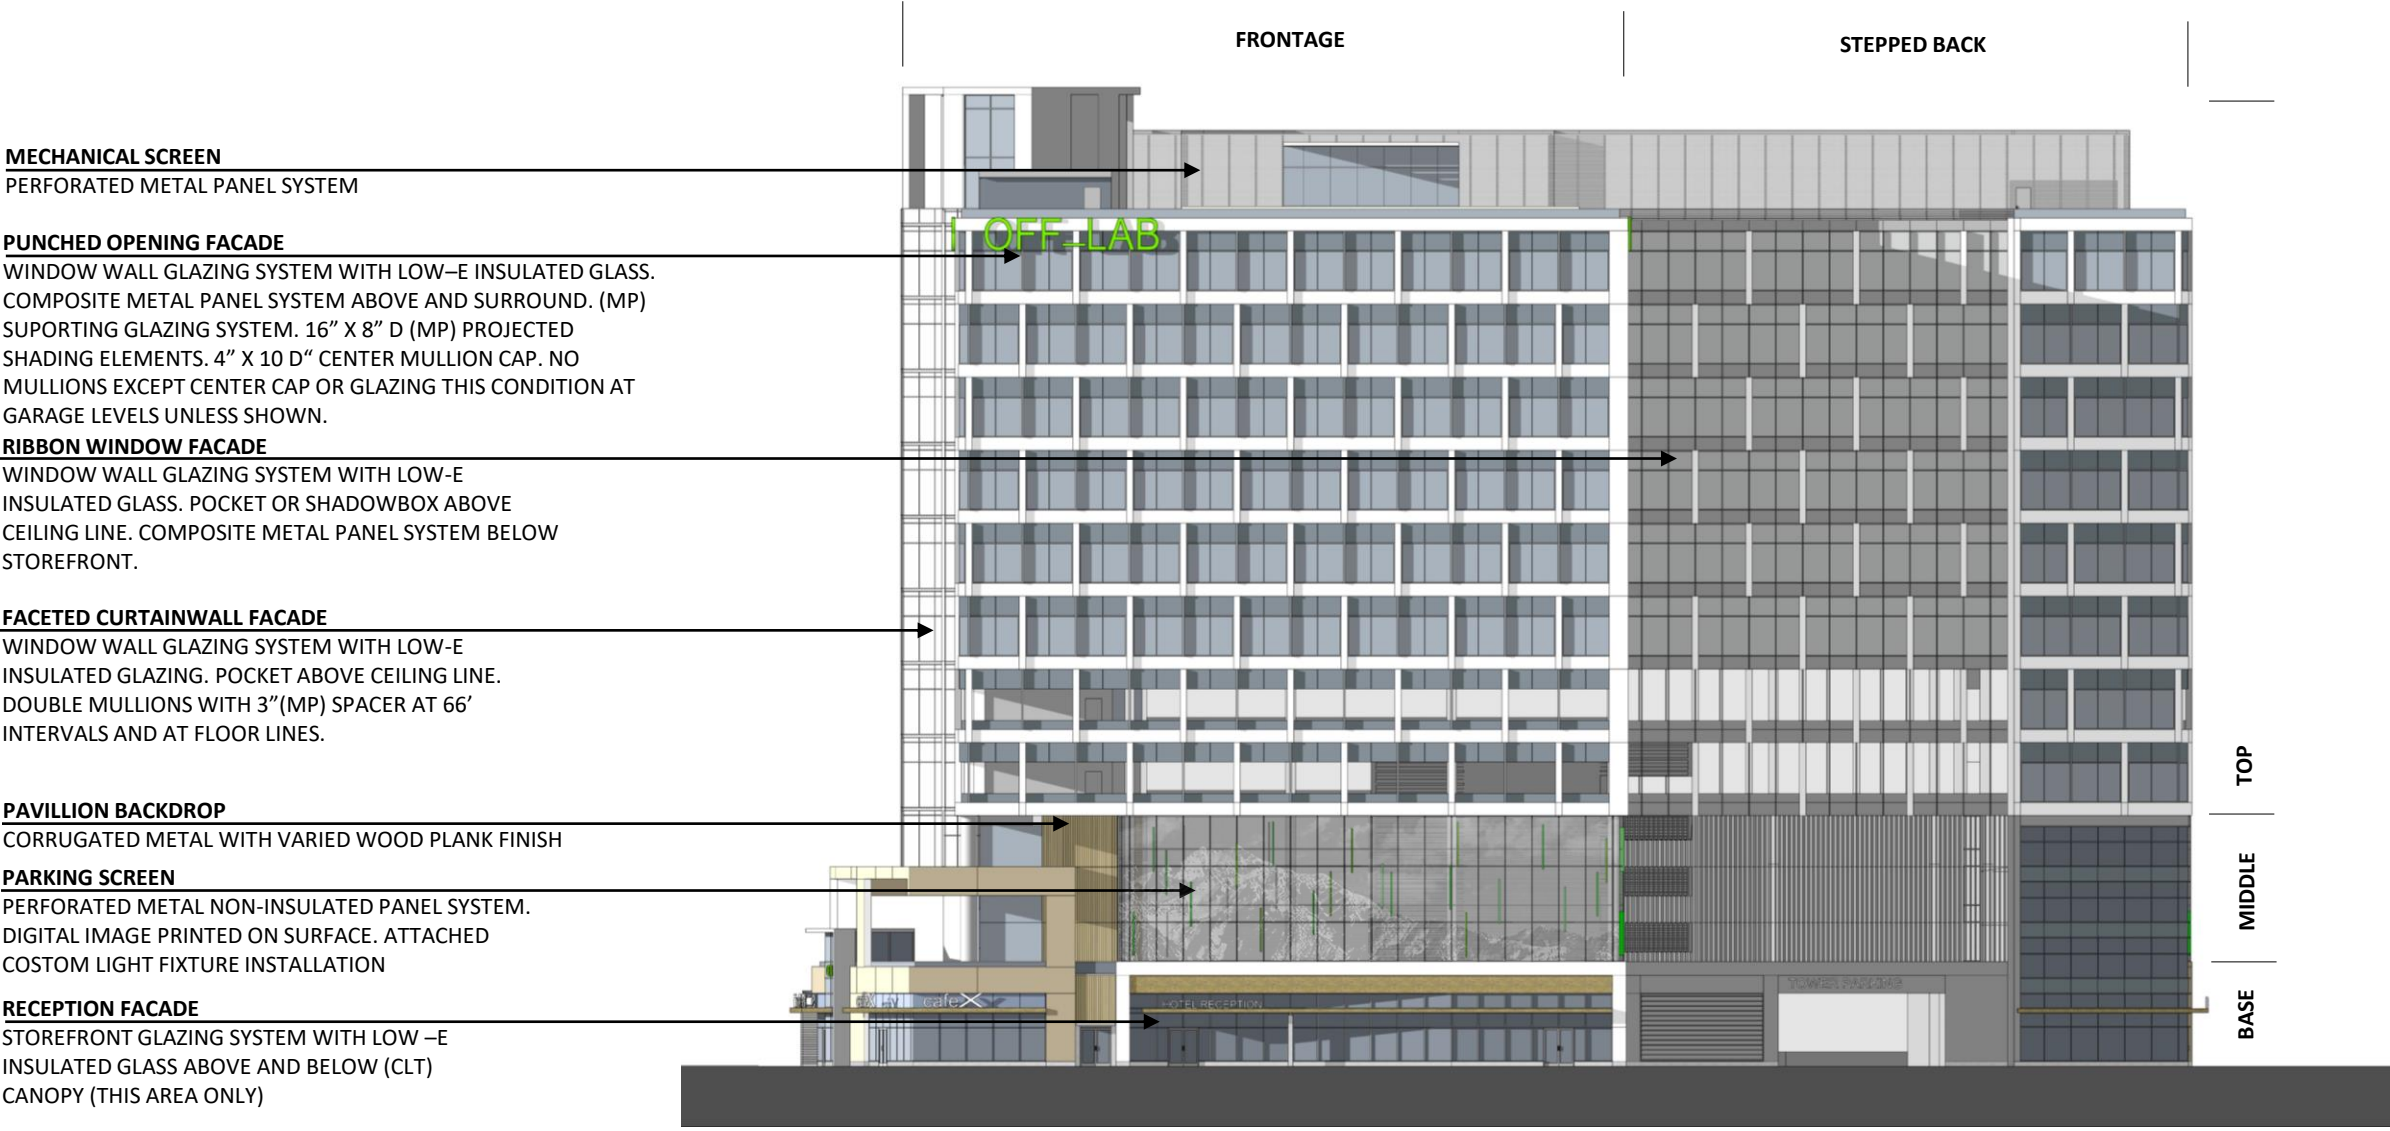 FRONTAGE
STEPPED BACK
MECHANICAL SCREEN
PERFORATED METAL PANEL SYSTEM
PUNCHED OPENING FACADE
WINDOW WALL GLAZING SYSTEM WITH LOW–E INSULATED GLASS.
COMPOSITE METAL PANEL SYSTEM ABOVE AND SURROUND. (MP)
SUPORTING GLAZING SYSTEM. 16” X 8” D (MP) PROJECTED
SHADING ELEMENTS. 4” X 10 D“ CENTER MULLION CAP. NO
MULLIONS EXCEPT CENTER CAP OR GLAZING THIS CONDITION AT
GARAGE LEVELS UNLESS SHOWN.
RIBBON WINDOW FACADE
WINDOW WALL GLAZING SYSTEM WITH LOW-E
INSULATED GLASS. POCKET OR SHADOWBOX ABOVE
CEILING LINE. COMPOSITE METAL PANEL SYSTEM BELOW
STOREFRONT.
FACETED CURTAINWALL FACADE
WINDOW WALL GLAZING SYSTEM WITH LOW-E
INSULATED GLAZING. POCKET ABOVE CEILING LINE.
DOUBLE MULLIONS WITH 3”(MP) SPACER AT 66’
INTERVALS AND AT FLOOR LINES.
PAVILLION BACKDROP
CORRUGATED METAL WITH VARIED WOOD PLANK FINISH
PARKING SCREEN
PERFORATED METAL NON-INSULATED PANEL SYSTEM.
DIGITAL IMAGE PRINTED ON SURFACE. ATTACHED
COSTOM LIGHT FIXTURE INSTALLATION
RECEPTION FACADE
STOREFRONT GLAZING SYSTEM WITH LOW –E
INSULATED GLASS ABOVE AND BELOW (CLT)
CANOPY (THIS AREA ONLY)
OFF_LAB
cafeX
HOTEL RECEPTION
TOWER PARKING
TOP
MIDDLE
BASE